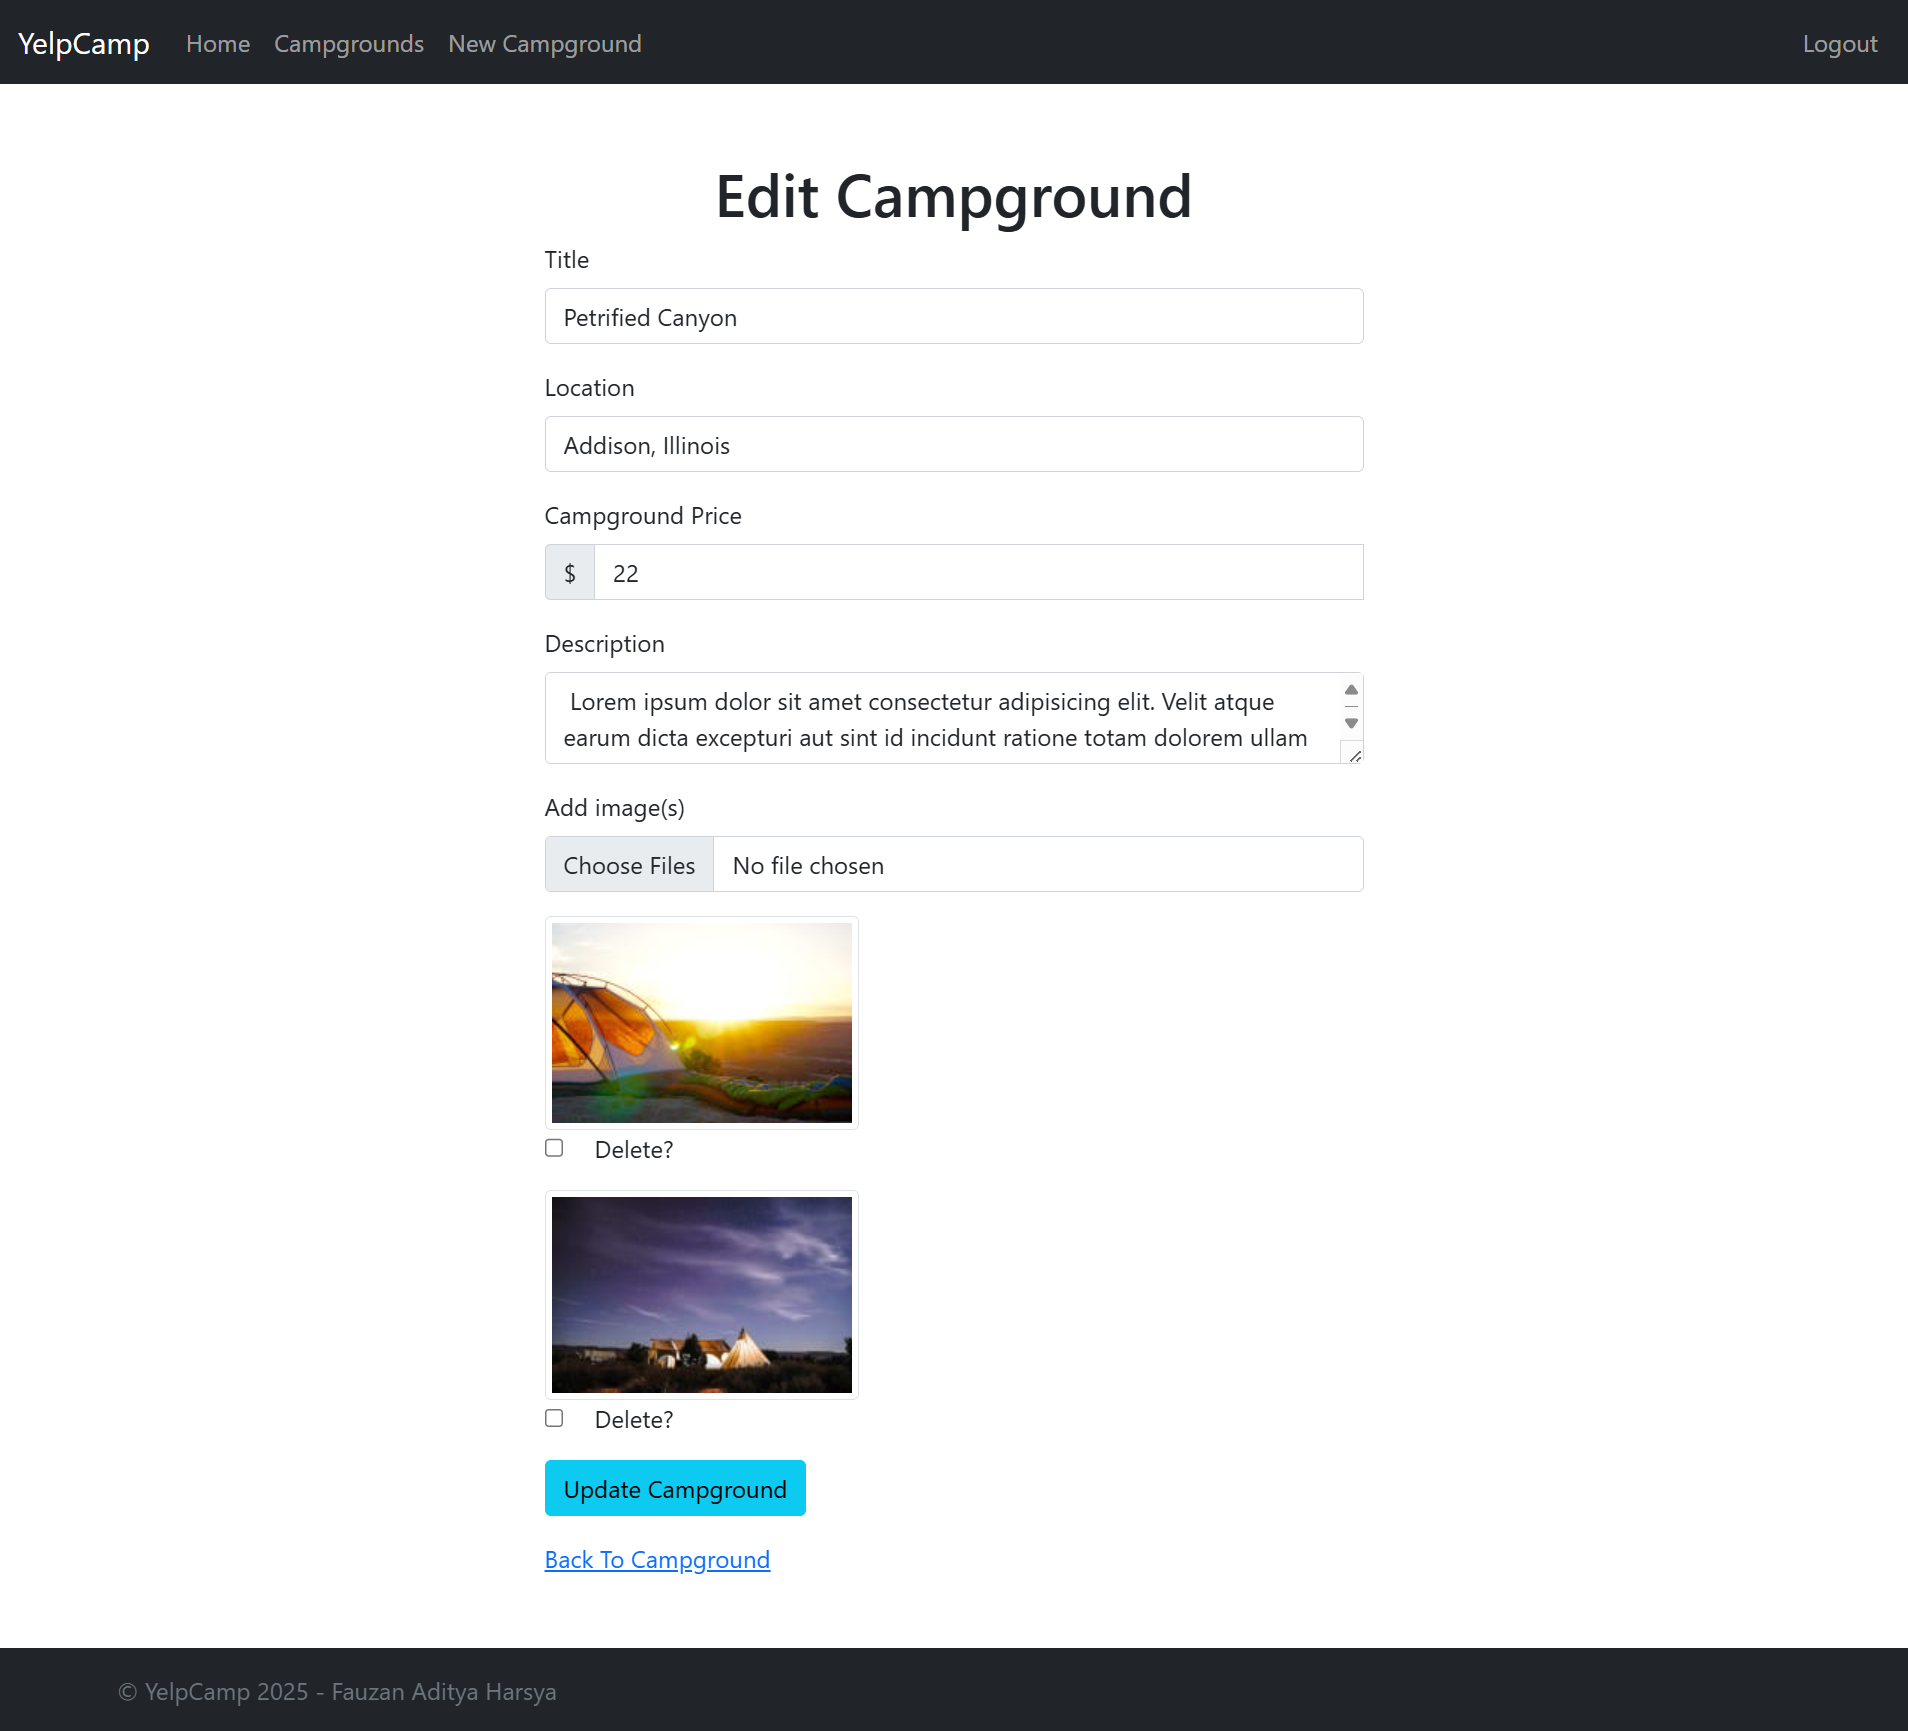 YelpCamp Home Campgrounds New Campground Logout
Edit Campground
Title
Petrified Canyon
Location
Addison, Illinois
Campground Price
$ 22
Description
Lorem ipsum dolor sit amet consectetur adipisicing elit. Velit atque
earum dicta excepturi aut sint id incidunt ratione totam dolorem ullam
Add image(s)
Choose Files No file chosen
Delete?
Delete?
Update Campground
Back To Campground
© YelpCamp 2025 - Fauzan Aditya Harsya